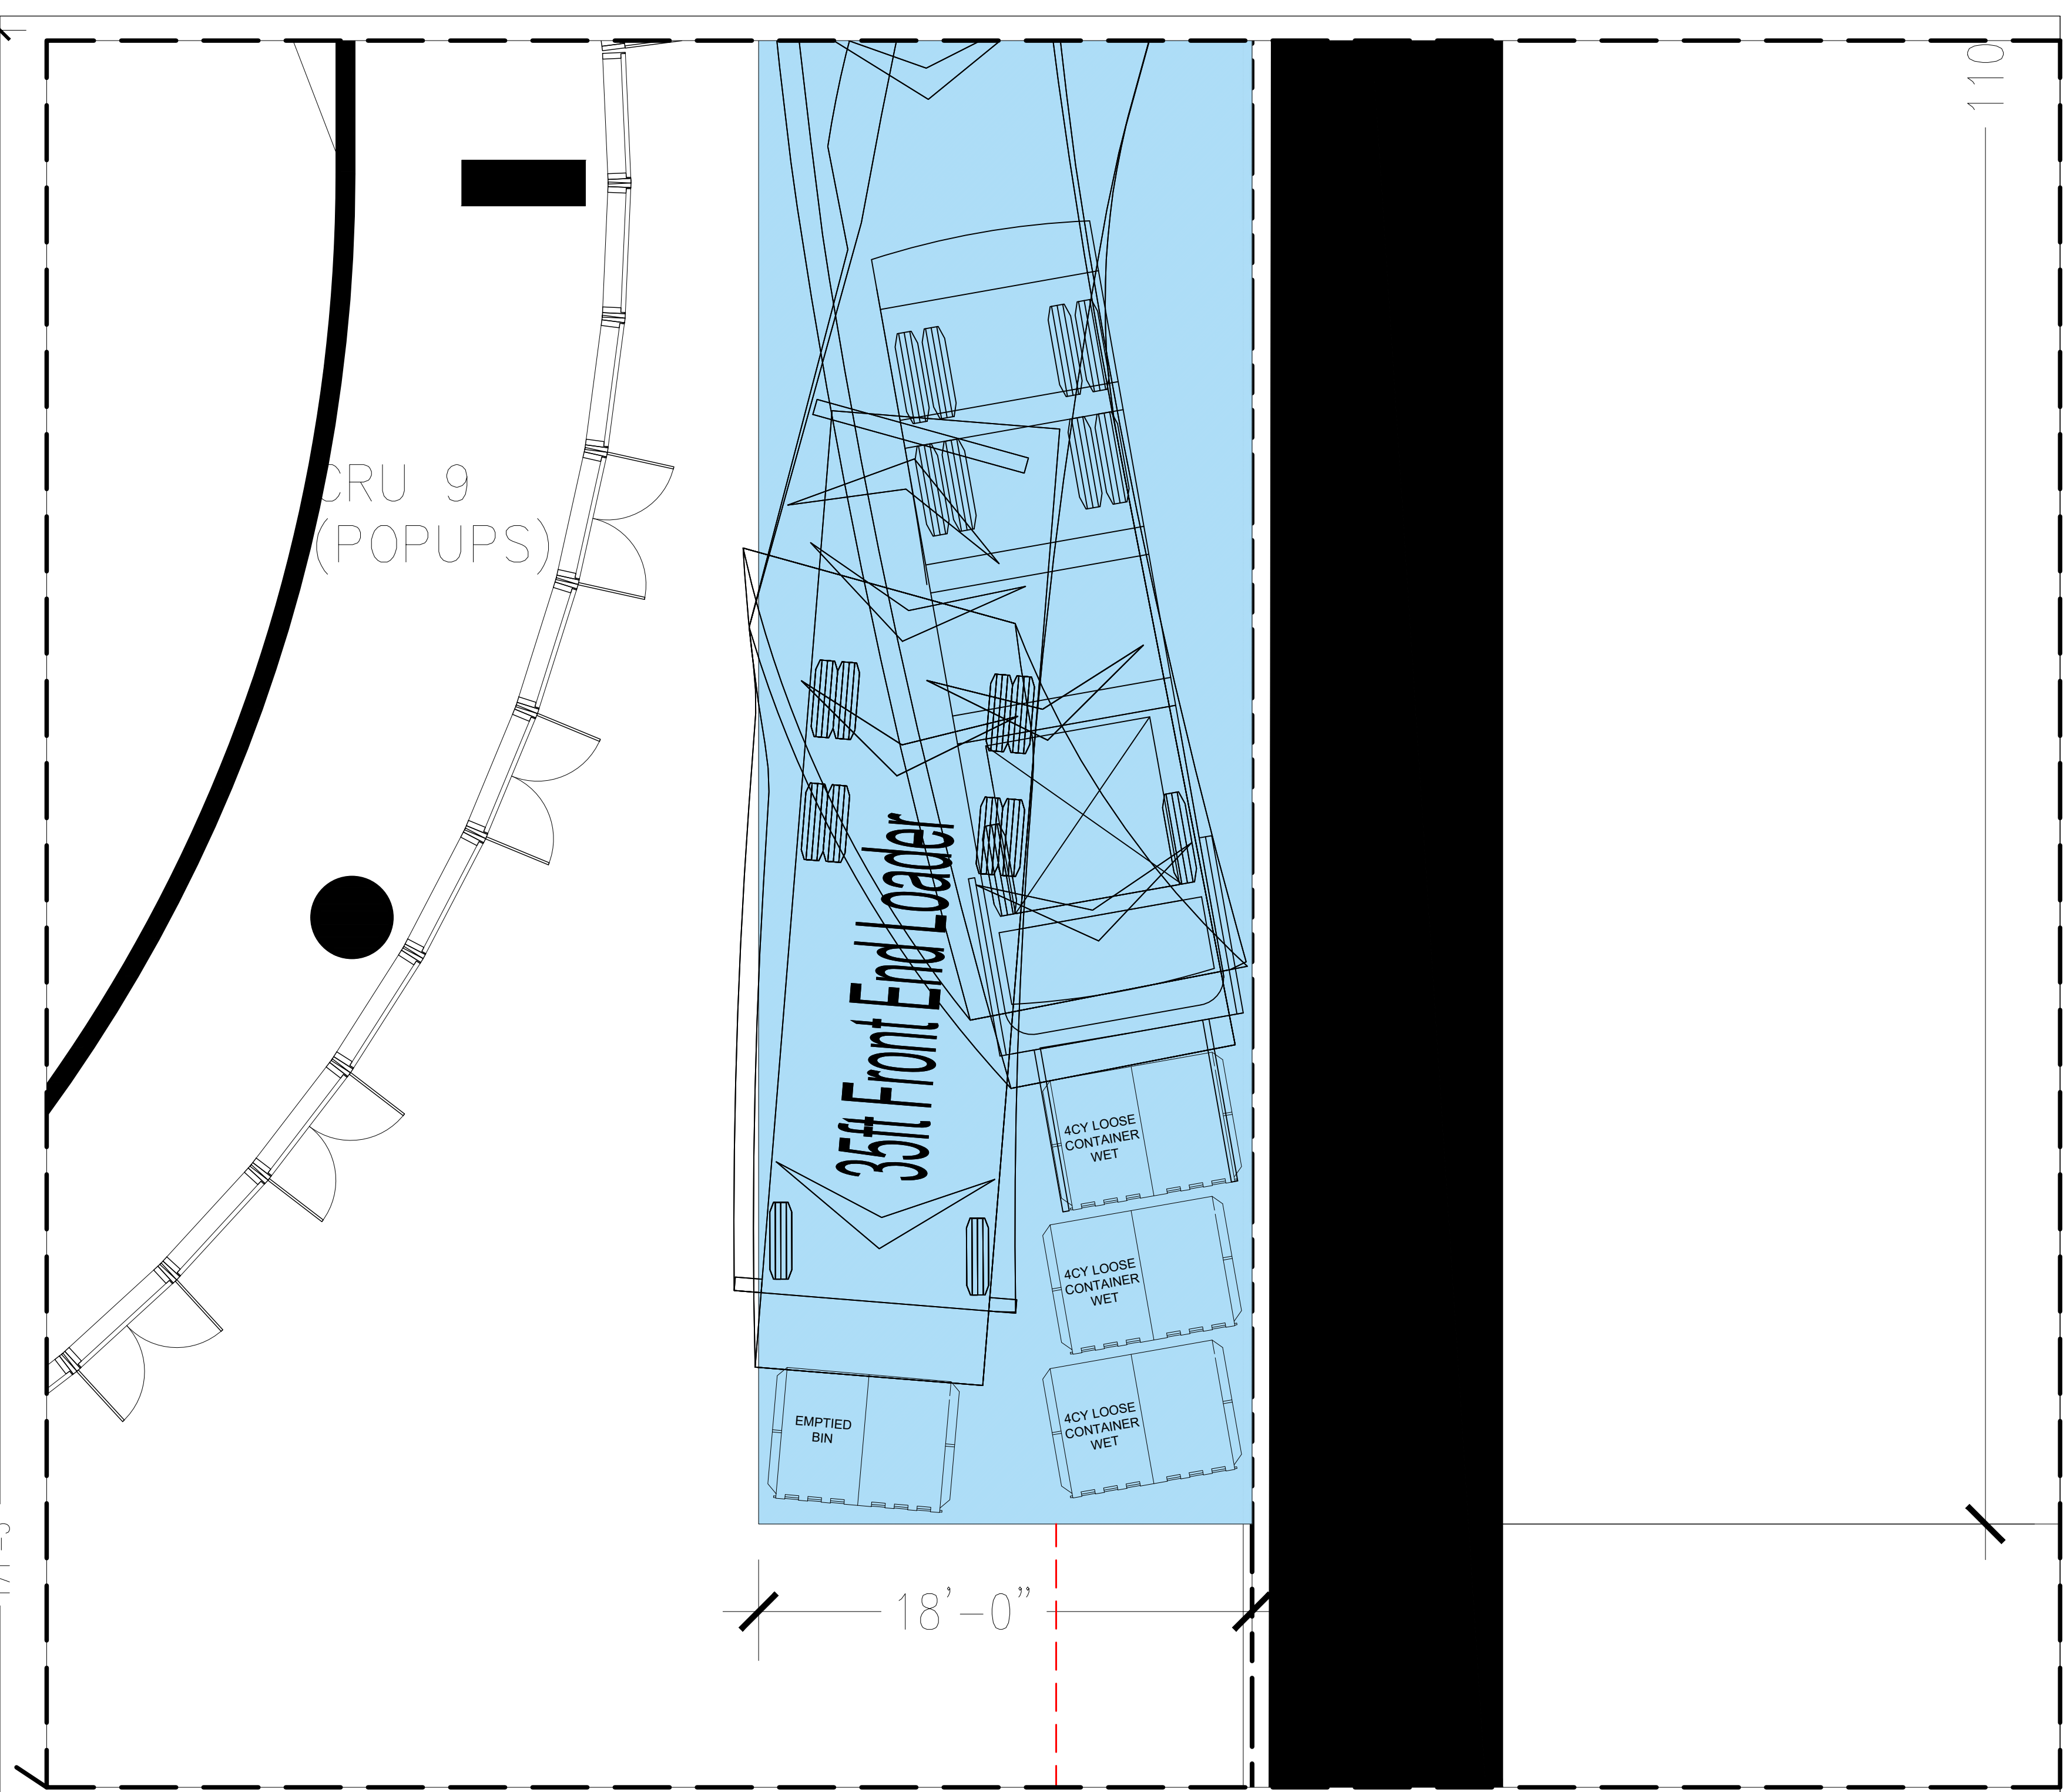 110
CRU 9
(POPUPS)
35ft Front End Loader
4CY LOOSE
CONTAINER
WET
4CY LOOSE
CONTAINER
WET
4CY LOOSE
CONTAINER
WET
EMPTIED
BIN
18'-0"